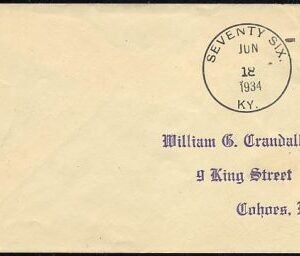 SEVENTY SIX.
JUN
18
1934
KY.
William G. Crandall
9 King Street
Cohoes,